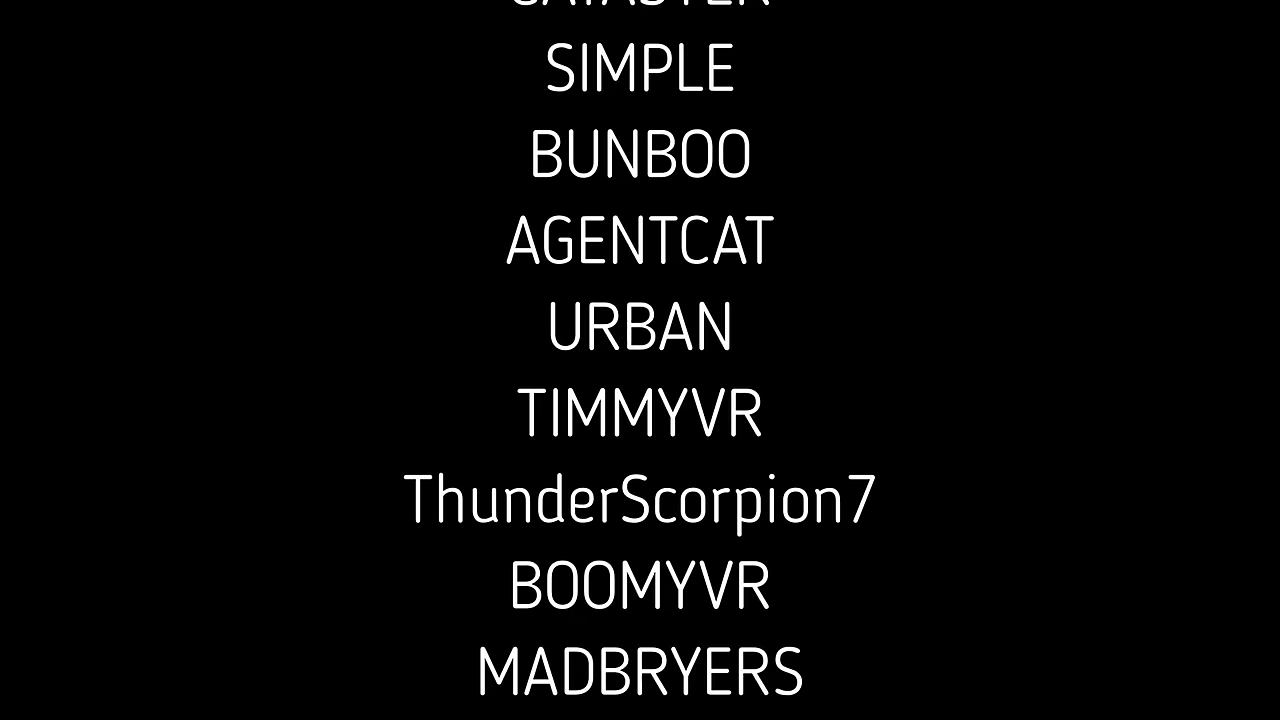 SIMPLE
BUNBOO
AGENTCAT
URBAN
TIMMYVR
ThunderScorpion7
BOOMYVR
MADBRYERS